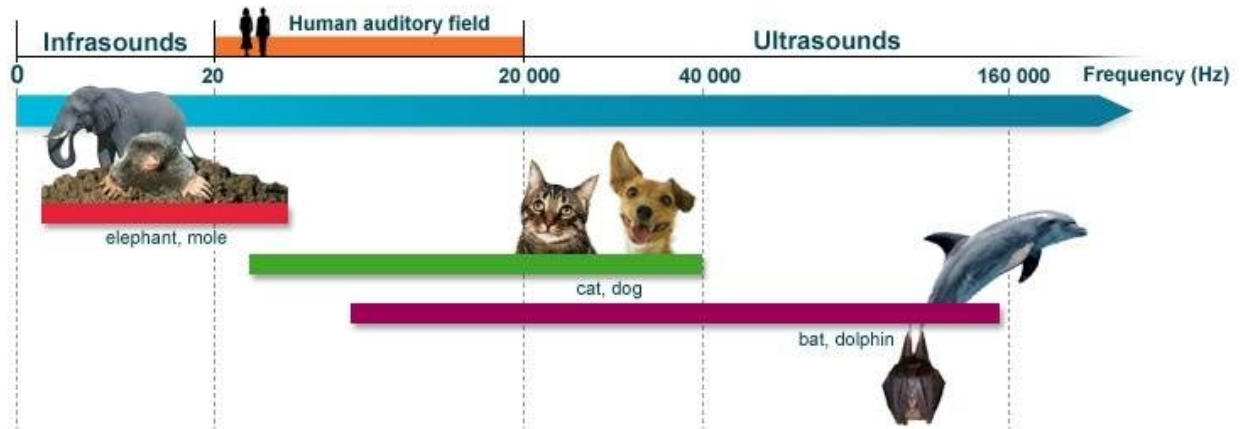 Infrasounds
Human auditory field
Ultrasounds
0
20
20 000
40 000
160 000
Frequency (Hz)
elephant, mole
cat, dog
bat, dolphin